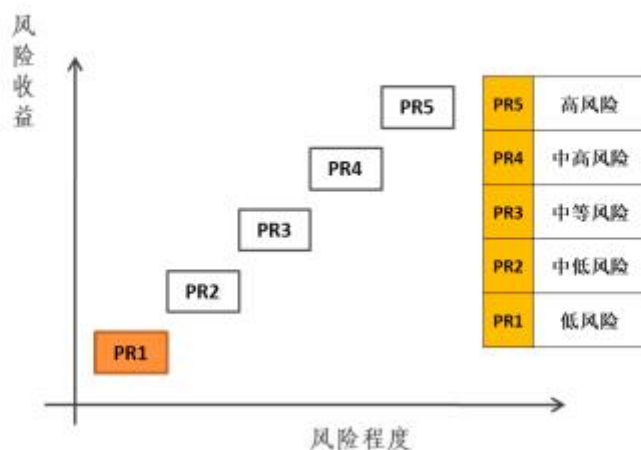 风险收益
PR5
PR4
PR3
PR2
PR1
风险程度
PR5 高风险
PR4 中高风险
PR3 中等风险
PR2 中低风险
PR1 低风险